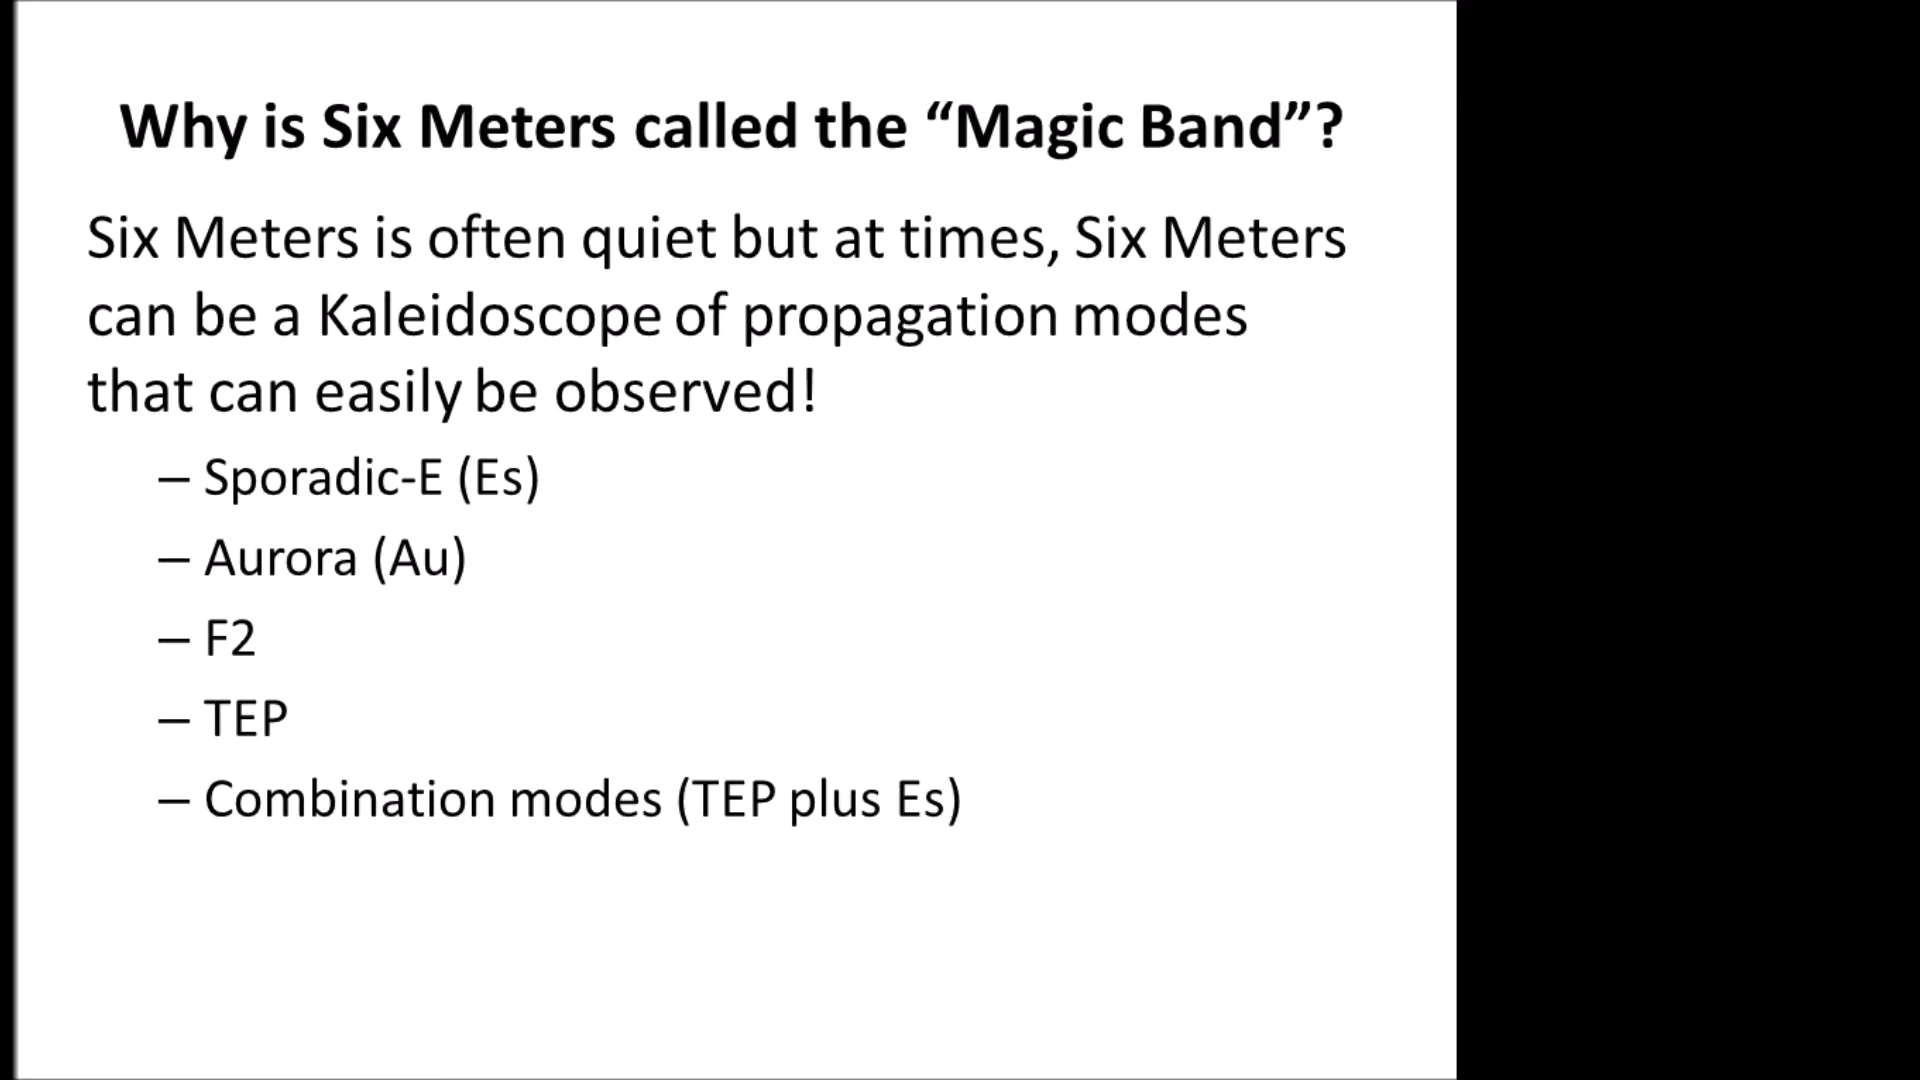 Why is Six Meters called the “Magic Band”?
Six Meters is often quiet but at times, Six Meters
can be a Kaleidoscope of propagation modes
that can easily be observed!
– Sporadic-E (Es)
– Aurora (Au)
– F2
– TEP
– Combination modes (TEP plus Es)